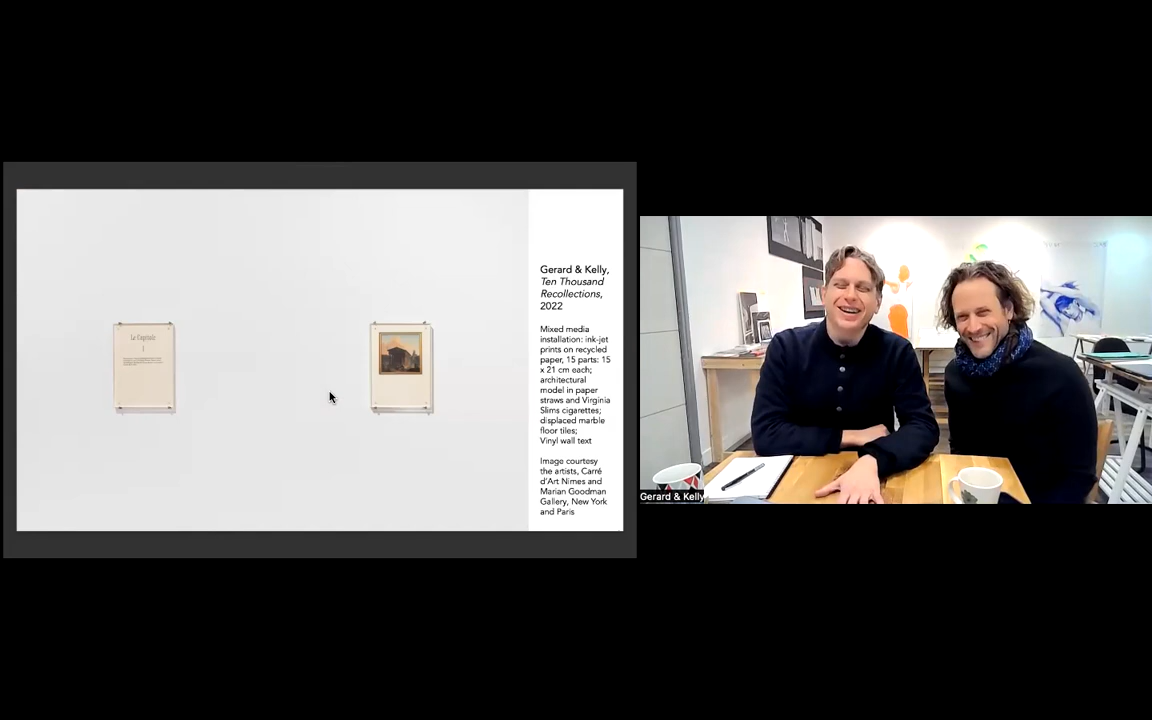 Le Capitale
I
Gerard & Kelly,
Ten Thousand
Recollections,
2022
Mixed media
installation: ink-jet
prints on recycled
paper, 15 parts: 15
x 21 cm each;
architectural
model in paper
straws and Virginia
Slims cigarettes;
displaced marble
floor tiles;
Vinyl wall text
Image courtesy
the artists, Carré
d'Art Nimes and
Marian Goodman
Gallery, New York
and Paris
Gerard & Kelly